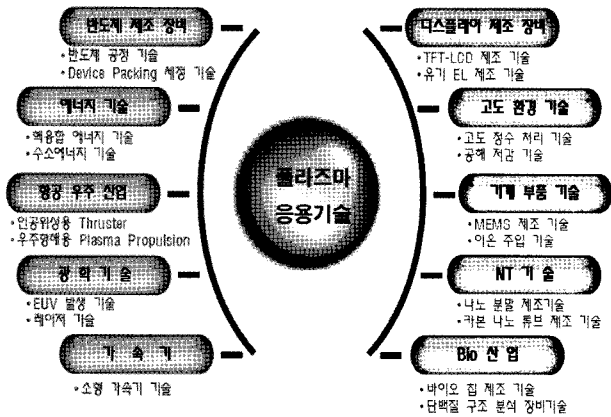 반도체 제조 장비
• 반도체 공정 기술
• Device Packing 세정 기술
에너지 기술
• 핵융합 에너지 기술
• 수소에너지 기술
항공 우주 산업
• 인공위성용 Thruster
• 우주항해용 Plasma Propulsion
광학기술
• EUV 발생 기술
• 레이저 기술
가속기
• 소형 가속기 기술
플라즈마
응용기술
디스플레이 제조 장비
• TFT-LCD 제조 기술
• 유기 EL 제조 기술
고도 환경 기술
• 고도 정수 처리 기술
• 공해 저감 기술
기계 부품 기술
• MEMS 제조 기술
• 이온 주입 기술
NT 기술
• 나노 분말 제조기술
• 카본 나노 튜브 제조 기술
Bio 산업
• 바이오 칩 제조 기술
• 단백질 구조 분석 장비기술